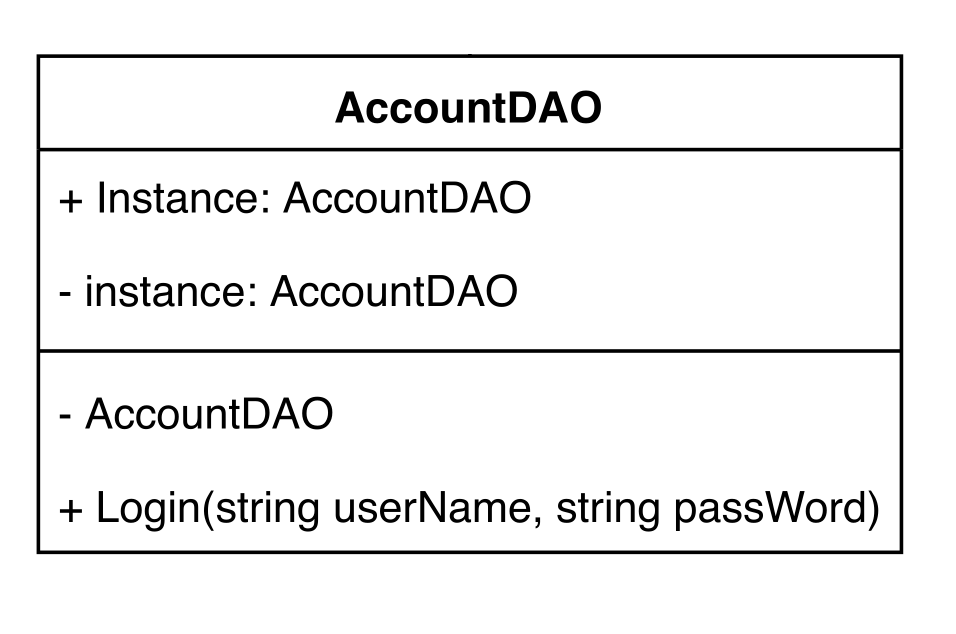 AccountDAO
+ Instance: AccountDAO
- instance: AccountDAO
- AccountDAO
+ Login(string userName, string passWord)